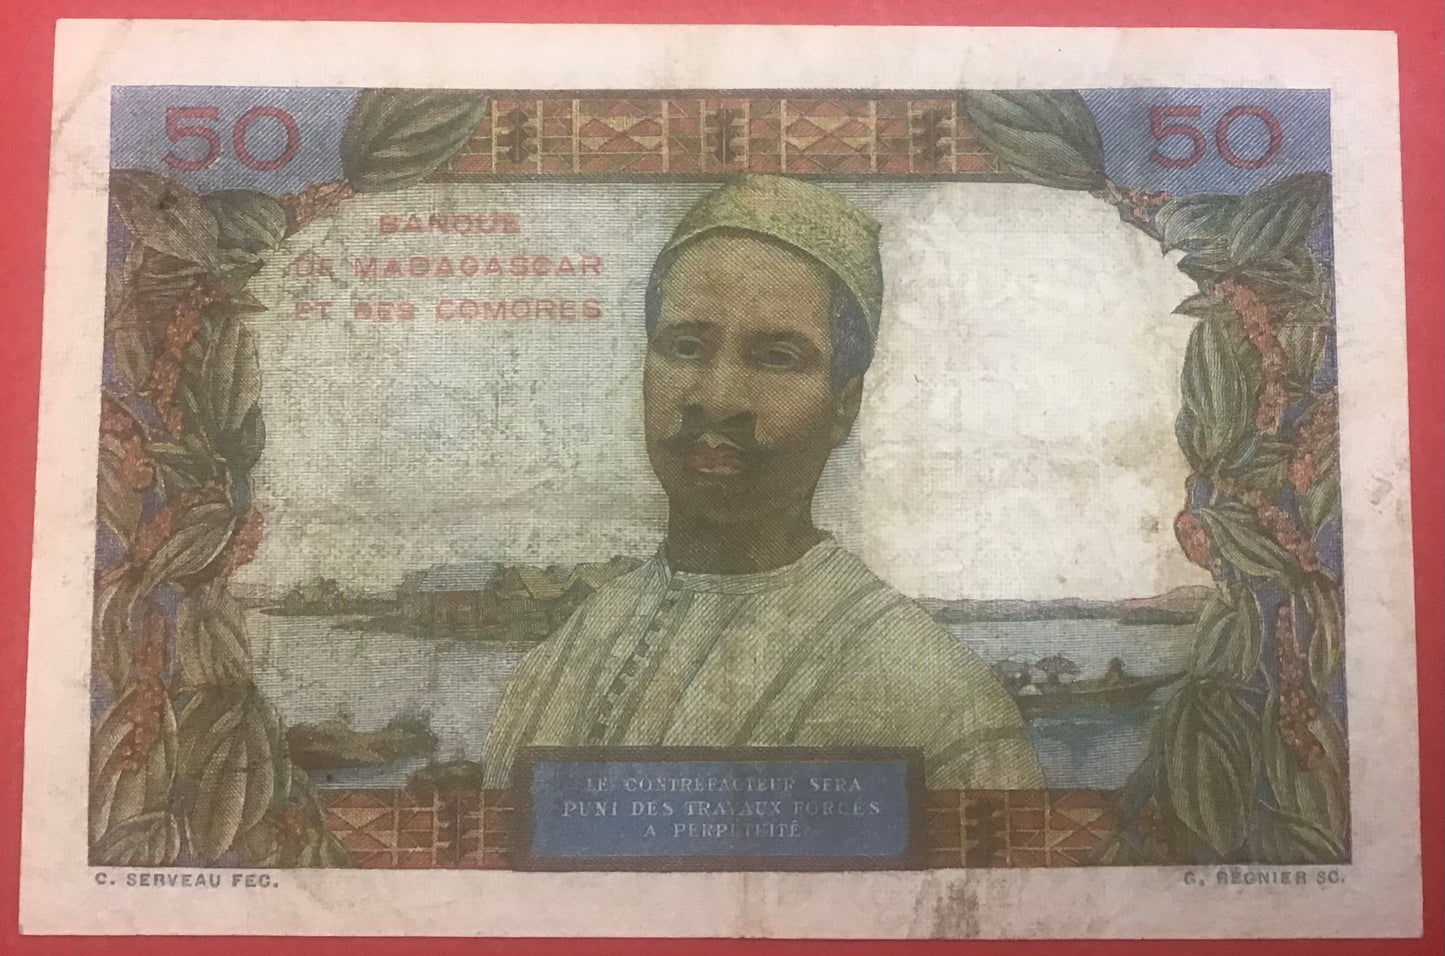 50
50
BANQUE
DE MADAGASCAR
ET DES COMORES
LE CONTREFACTEUR SERA
PUNI DES TRAVAUX FORCÉS
A PERPÉTUITÉ
C. SERVEAU FEC.
G. RÉGNIER SC.